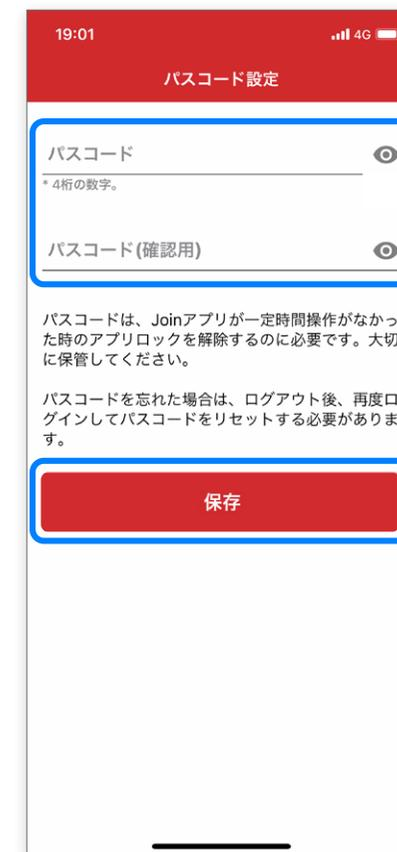 19:01
4G
パスコード設定
パスコード
* 4桁の数字。
パスコード(確認用)
パスコードは、Joinアプリが一定時間操作がなかっ
た時のアプリロックを解除するのに必要です。大切
に保管してください。
パスコードを忘れた場合は、ログアウト後、再度ロ
グインしてパスコードをリセットする必要がありま
す。
保存